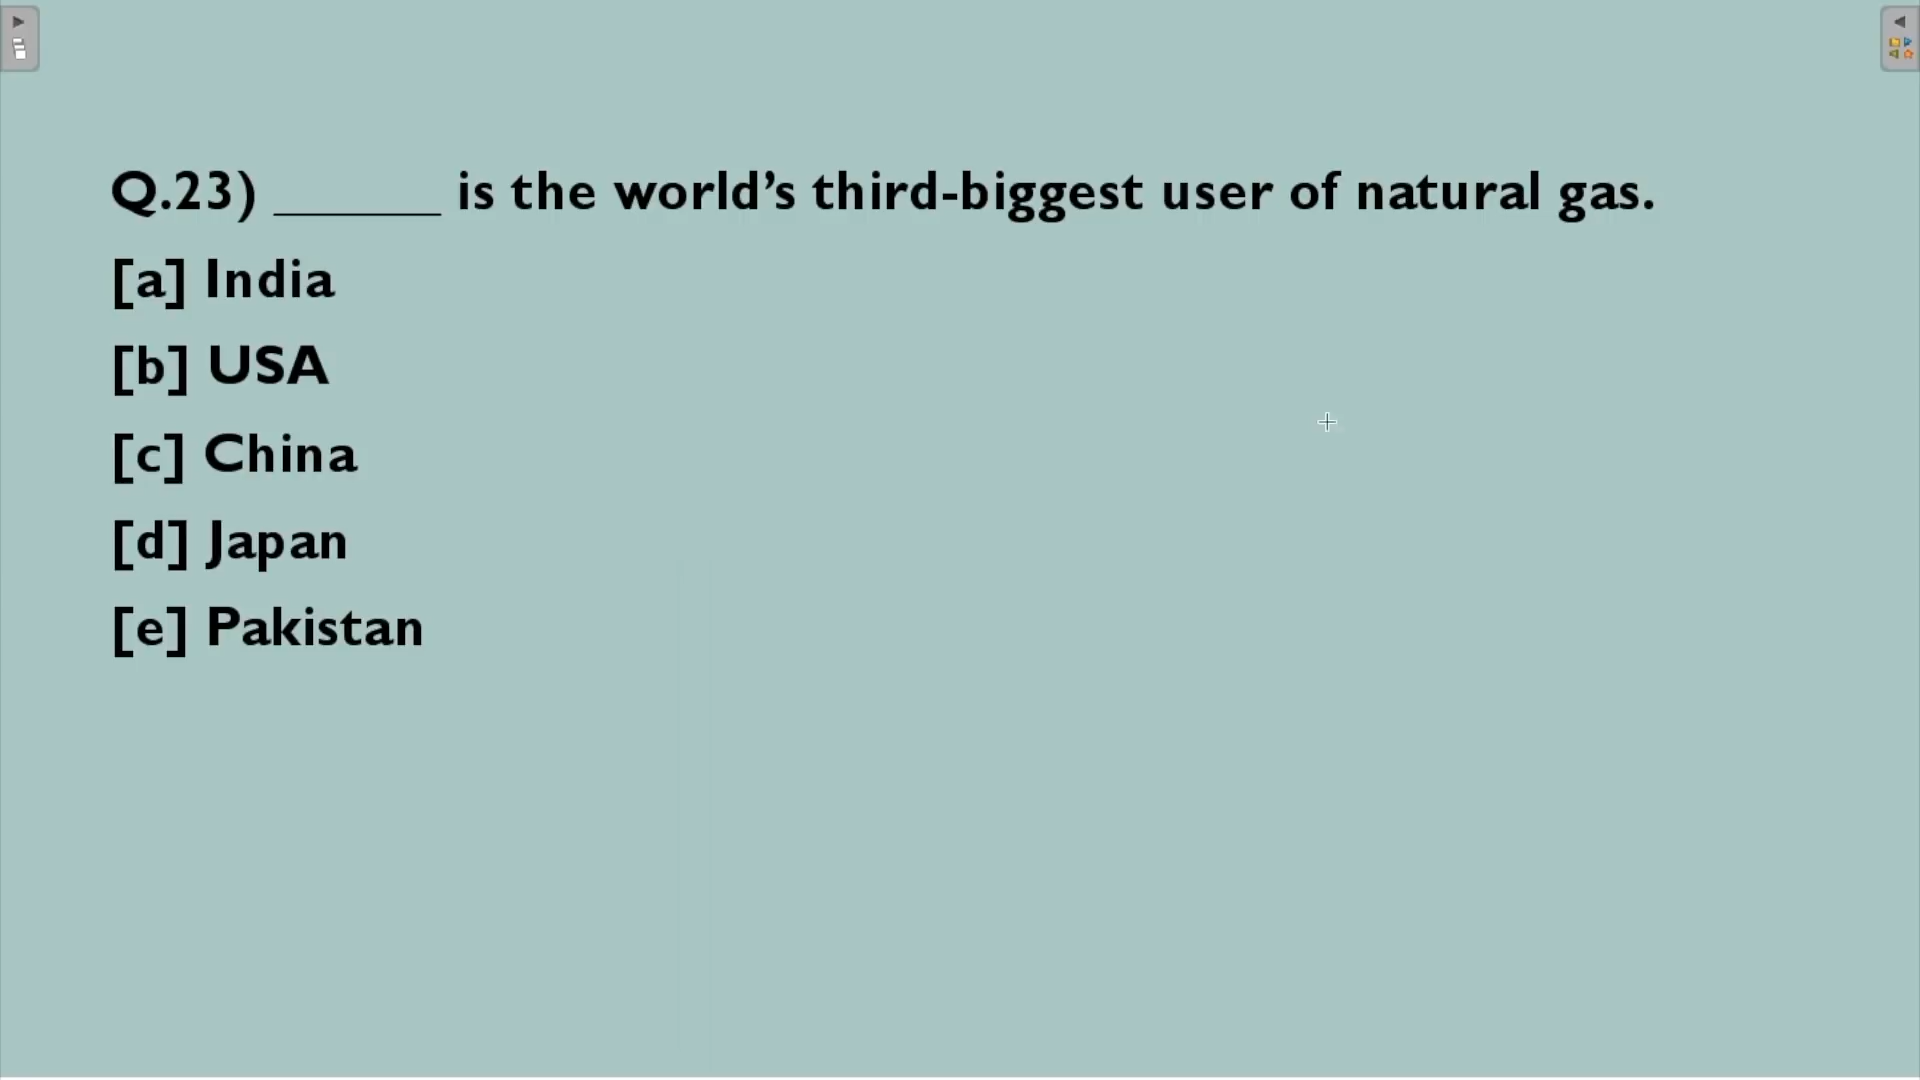 Q.23) ______ is the world’s third-biggest user of natural gas.
[a] India
[b] USA
[c] China
[d] Japan
[e] Pakistan